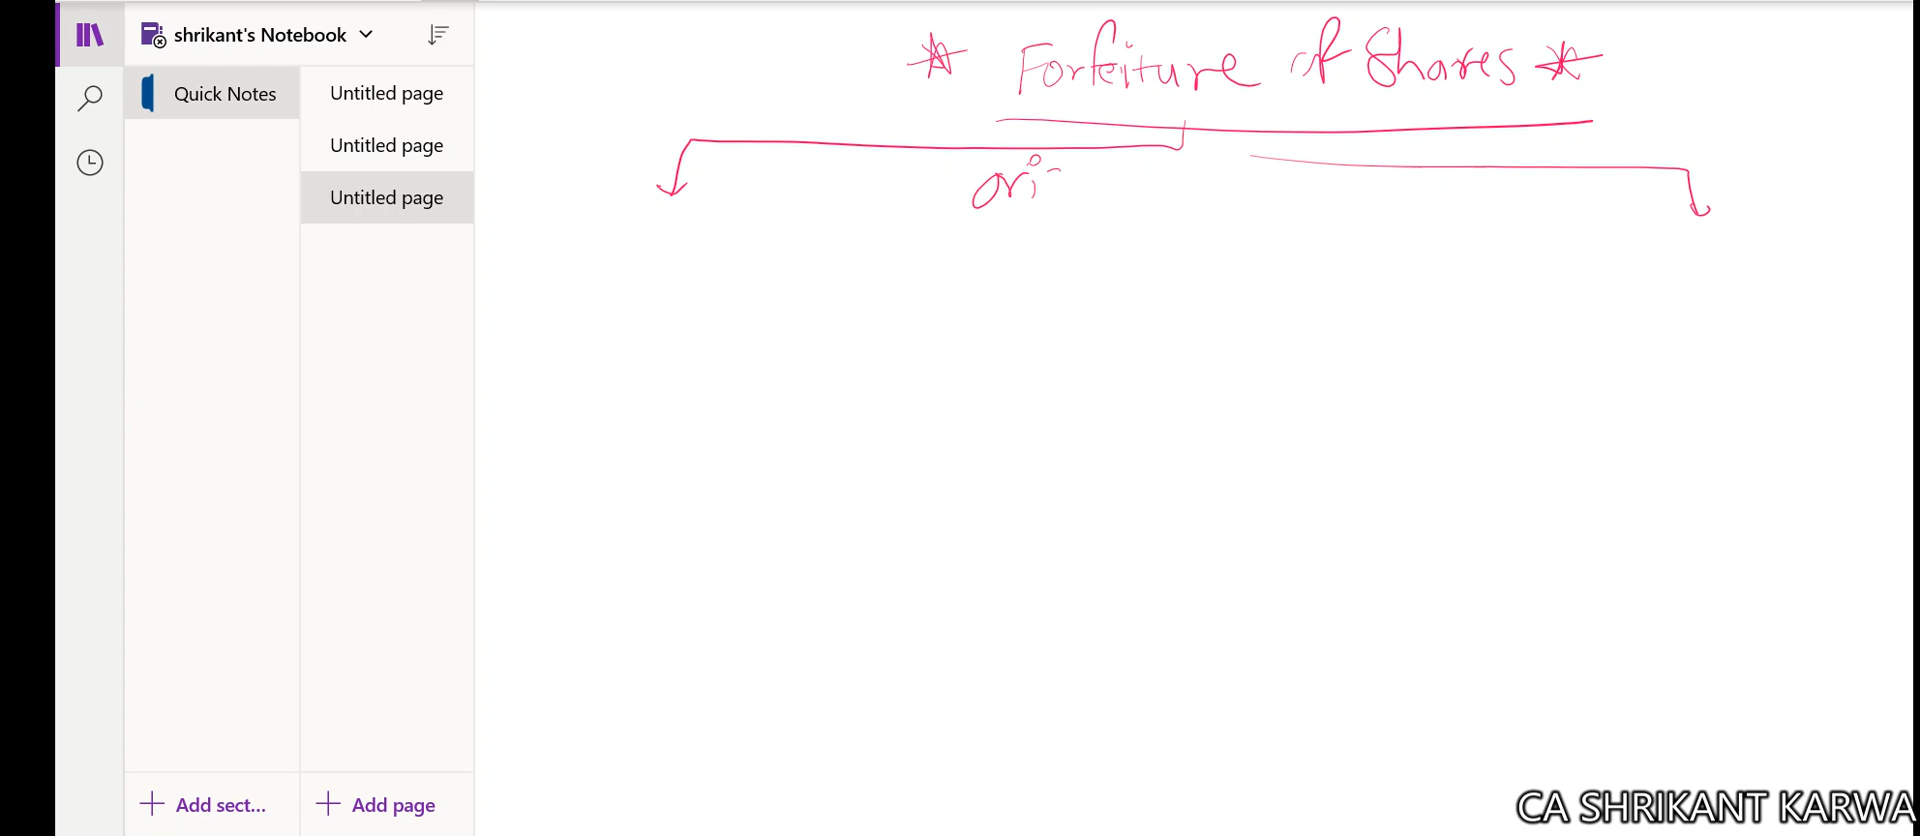 shrikant's Notebook
Quick Notes
Untitled page
Untitled page
Untitled page
Add sect...
Add page
* Forfeiture of Shares *
ori
CA SHRIKANT KARWA